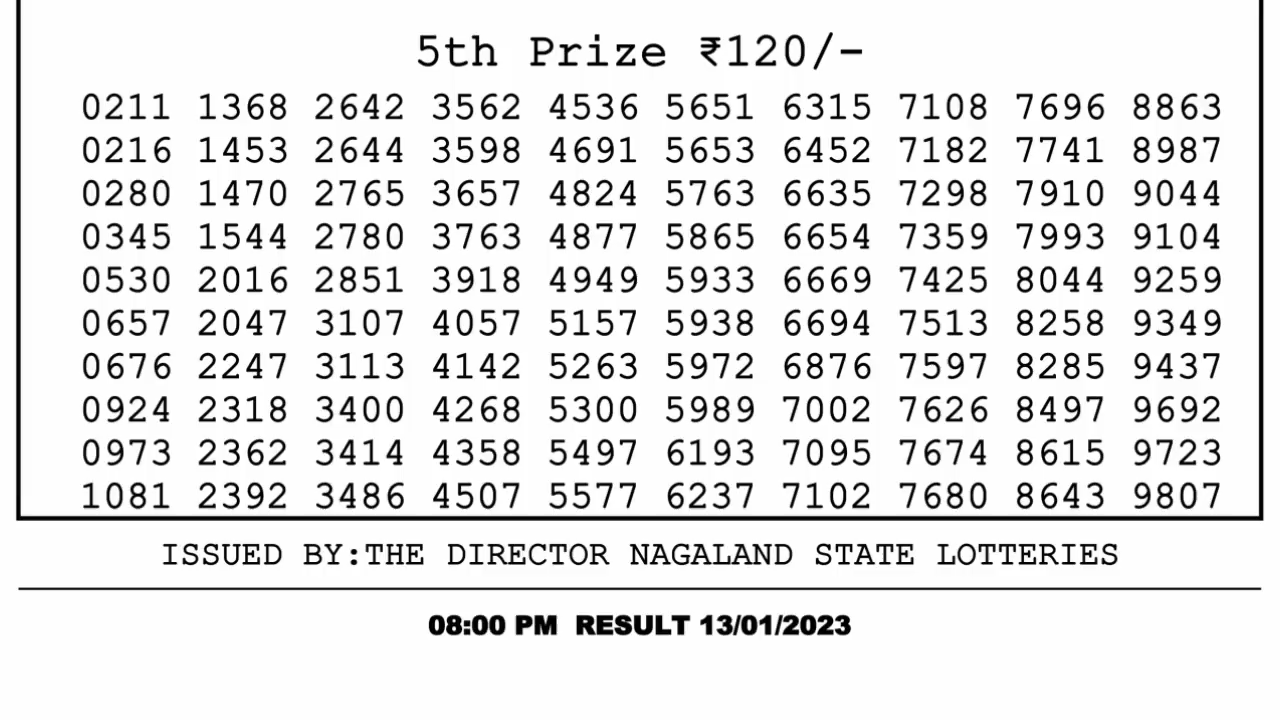 5th Prize ₹120/-
0211 1368 2642 3562 4536 5651 6315 7108 7696 8863
0216 1453 2644 3598 4691 5653 6452 7182 7741 8987
0280 1470 2765 3657 4824 5763 6635 7298 7910 9044
0345 1544 2780 3763 4877 5865 6654 7359 7993 9104
0530 2016 2851 3918 4949 5933 6669 7425 8044 9259
0657 2047 3107 4057 5157 5938 6694 7513 8258 9349
0676 2247 3113 4142 5263 5972 6876 7597 8285 9437
0924 2318 3400 4268 5300 5989 7002 7626 8497 9692
0973 2362 3414 4358 5497 6193 7095 7674 8615 9723
1081 2392 3486 4507 5577 6237 7102 7680 8643 9807
ISSUED BY:THE DIRECTOR NAGALAND STATE LOTTERIES
08:00 PM RESULT 13/01/2023